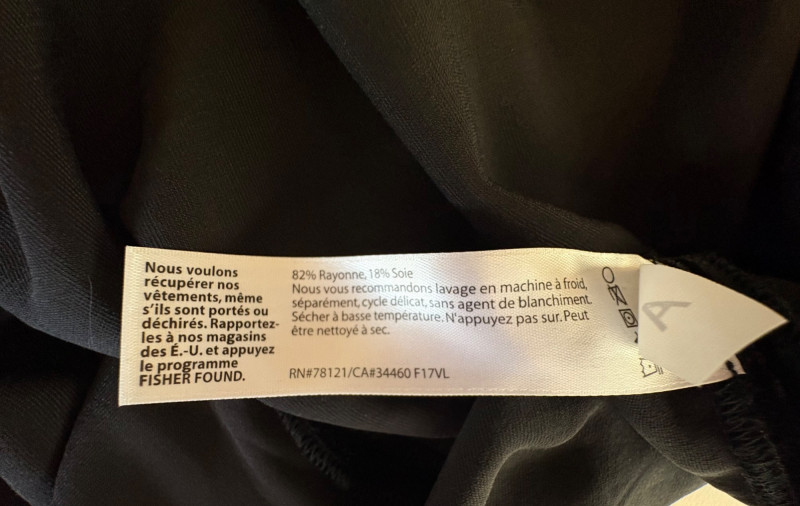 Nous voulons
récupérer nos
vêtements, même
s'ils sont portés ou
déchirés. Rapportez-
les à nos magasins
des É.-U. et appuyez
le programme
FISHER FOUND.
82% Rayonne, 18% Soie
Nous vous recommandons lavage en machine à froid,
séparément, cycle délicat, sans agent de blanchiment.
Sécher à basse température. N'appuyez pas sur. Peut
être nettoyé à sec.
RN#78121/CA#34460 F17VL
A